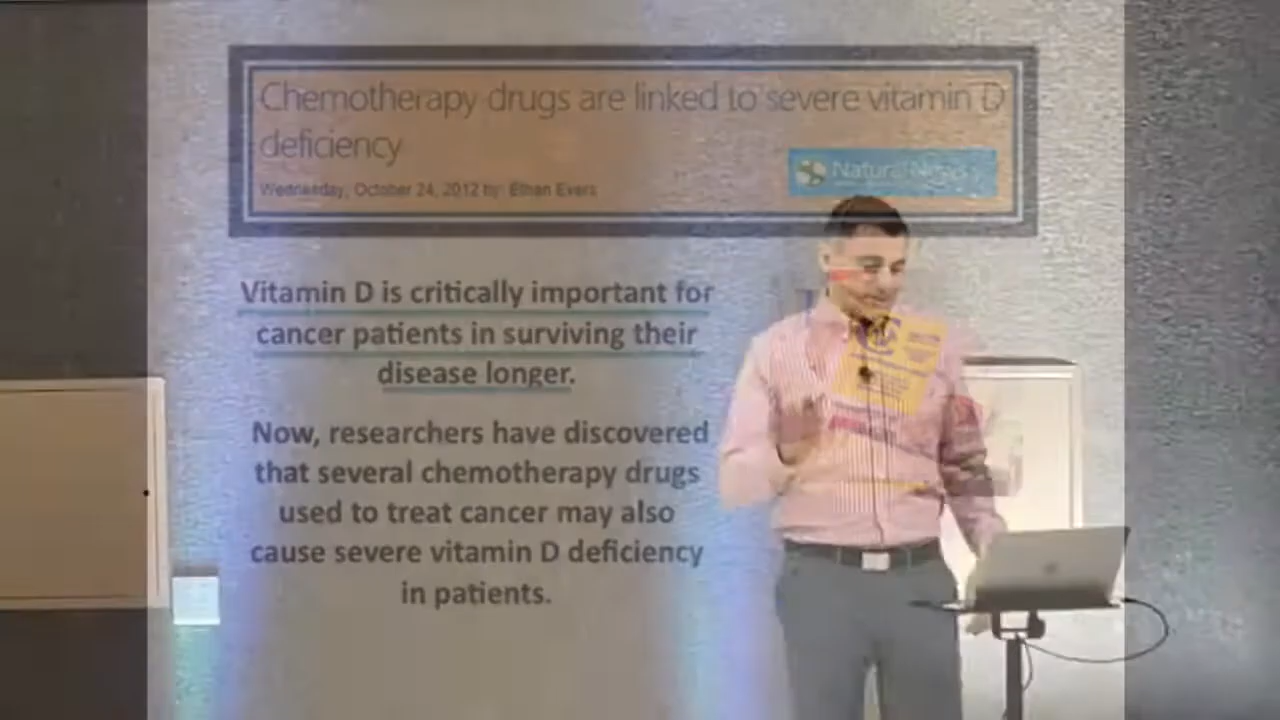 Chemotherapy drugs are linked to severe vitamin D
deficiency
Wednesday, October 24, 2012 by: Ethan Evers
NaturalNews
Vitamin D is critically important for
cancer patients in surviving their
disease longer.
Now, researchers have discovered
that several chemotherapy drugs
used to treat cancer may also
cause severe vitamin D deficiency
in patients.